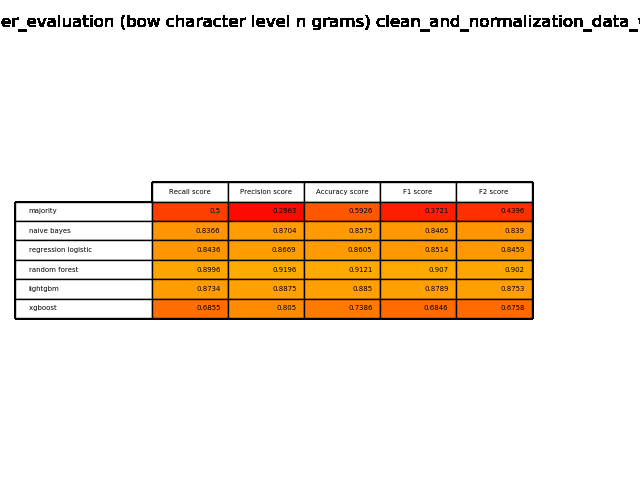 er_evaluation (bow character level n grams) clean_and_normalization_data_
Recall score Precision score Accuracy score F1 score F2 score
majority 0.5 0.2963 0.5926 0.3721 0.4396
naive bayes 0.8366 0.8704 0.8575 0.8465 0.839
regression logistic 0.8436 0.8669 0.8605 0.8514 0.8459
random forest 0.8996 0.9196 0.9121 0.907 0.902
lightgbm 0.8734 0.8875 0.885 0.8789 0.8753
xgboost 0.6855 0.805 0.7386 0.6846 0.6758